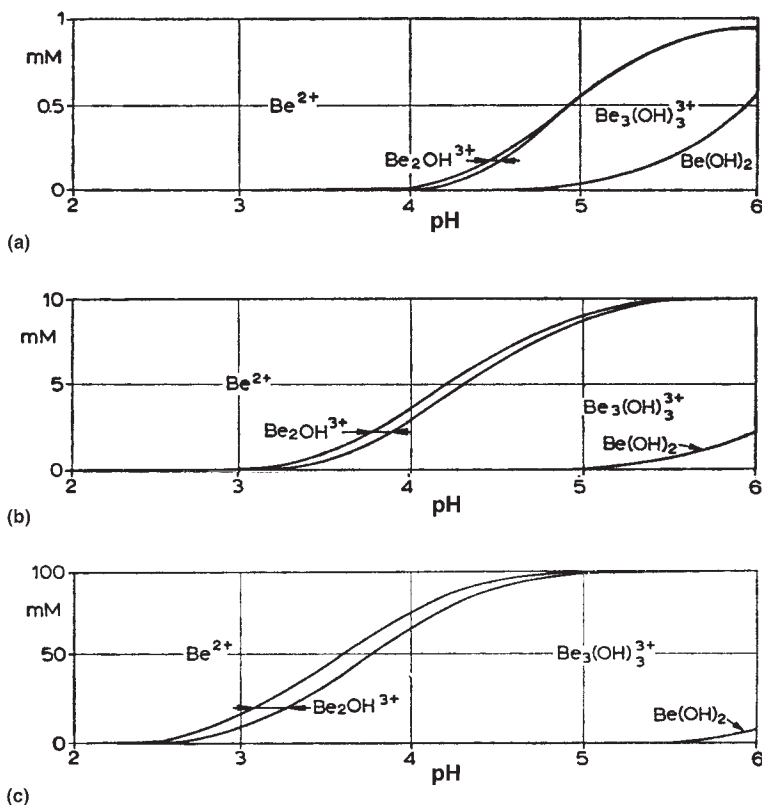 1
mM
0.5
0
Be²⁺
Be₂OH³⁺
Be₃(OH)₃³⁺
Be(OH)₂
2 3 4 5 6
pH
(a)
10
mM
5
0
Be²⁺
Be₂OH³⁺
Be₃(OH)₃³⁺
Be(OH)₂
2 3 4 5 6
(b)
100
mM
50
0
Be²⁺
Be₂OH³⁺
Be₃(OH)₃³⁺
Be(OH)₂
2 3 4 5 6
pH
(c)